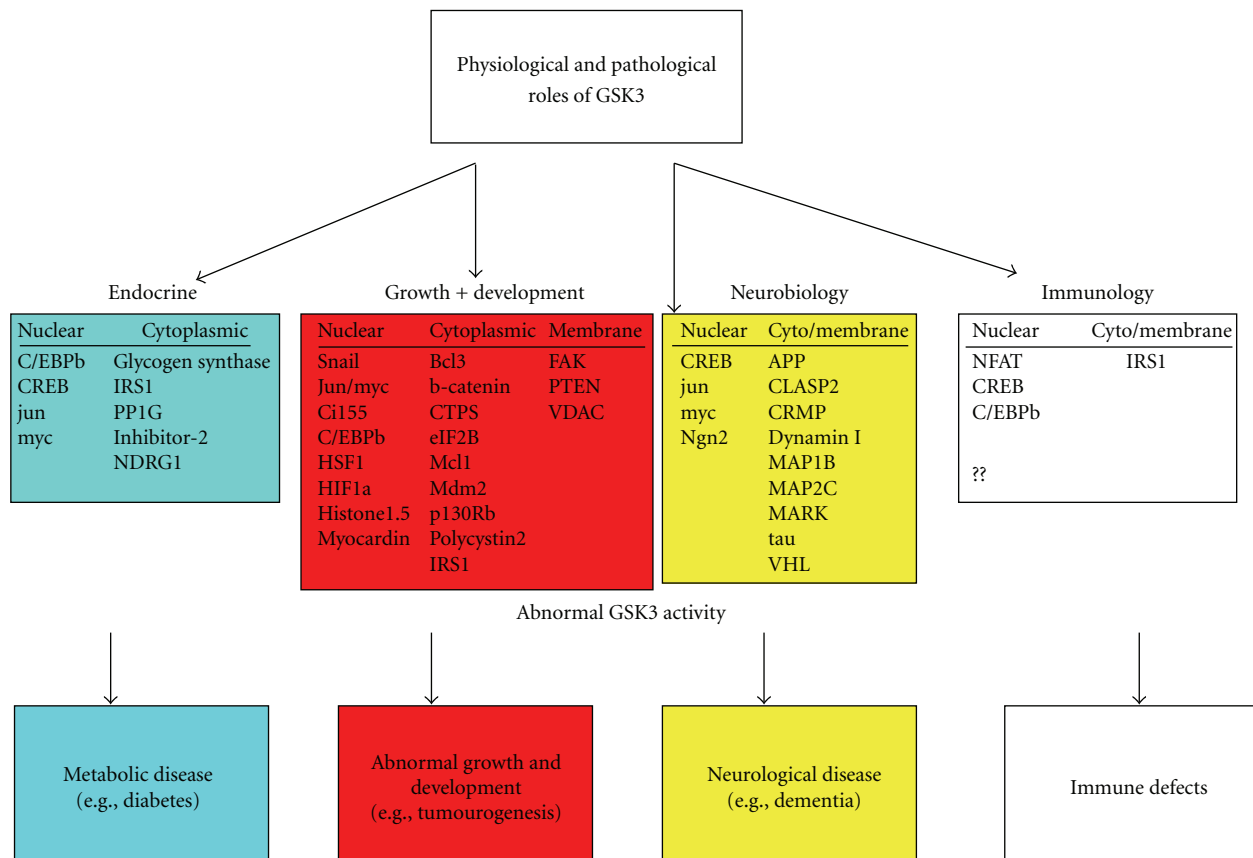 Physiological and pathological
roles of GSK3
Endocrine
Nuclear Cytoplasmic
C/EBPb Glycogen synthase
CREB IRS1
jun PP1G
myc Inhibitor-2
NDRG1
Growth + development
Nuclear Cytoplasmic Membrane
Snail Bcl3 FAK
Jun/myc b-catenin PTEN
Ci155 CTPS VDAC
C/EBPb eIF2B
HSF1 Mcl1
HIF1a Mdm2
Histone1.5 p130Rb
Myocardin Polycystin2
IRS1
Neurobiology
Nuclear Cyto/membrane
CREB APP
jun CLASP2
myc CRMP
Ngn2 Dynamin I
MAP1B
MAP2C
MARK
tau
VHL
Immunology
Nuclear Cyto/membrane
NFAT IRS1
CREB
C/EBPb
??
Abnormal GSK3 activity
Metabolic disease
(e.g., diabetes)
Abnormal growth and
development
(e.g., tumourogenesis)
Neurological disease
(e.g., dementia)
Immune defects